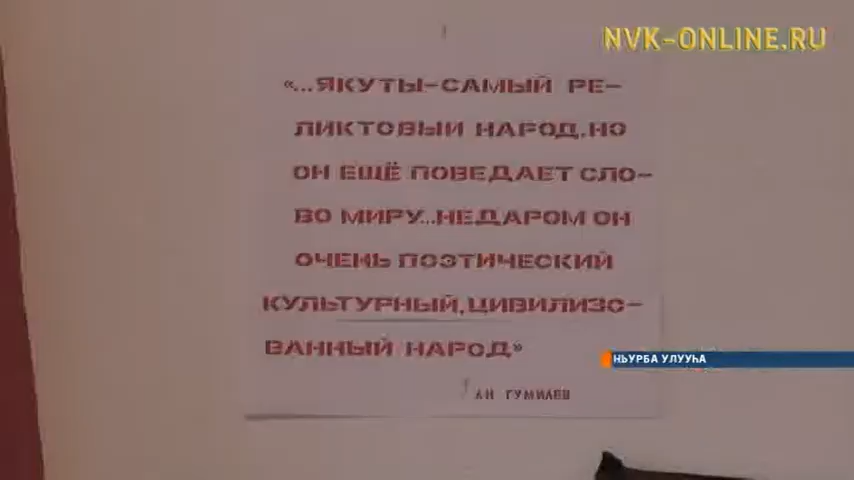 NVK-ONLINE.RU
«...ЯКУТЫ-САМЫЙ РЕ-
ЛИКТОВЫЙ НАРОД, НО
ОН ЕЩЁ ПОВЕДАЕТ СЛО-
ВО МИРУ...НЕДАРОМ ОН
ОЧЕНЬ ПОЭТИЧЕСКИЙ
КУЛЬТУРНЫЙ, ЦИВИЛИЗО-
ВАННЫЙ НАРОД»
НЬУРБА УЛУУҺА
ЛН ГУМИЛЕВ